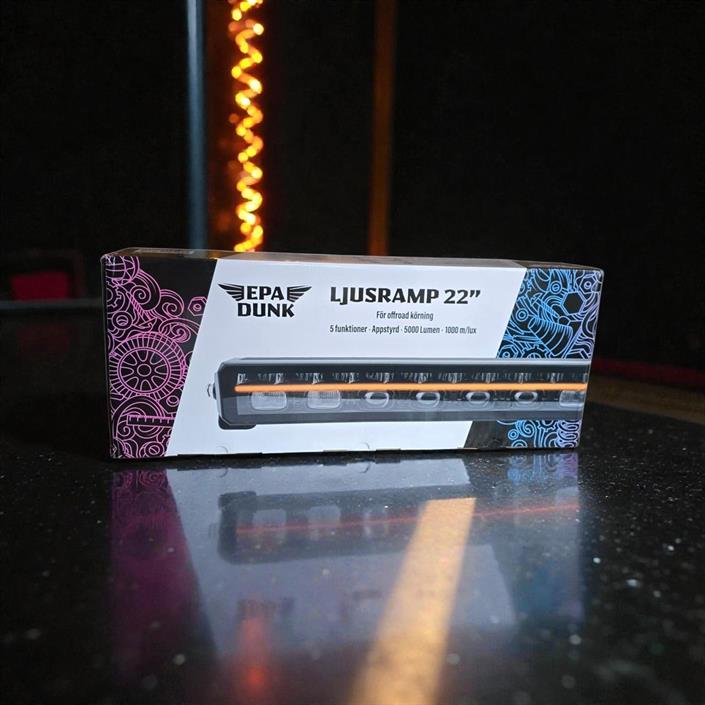 EPA
DUNK
LJUSRAMP 22”
För offroad körning
5 funktioner · Appstyrd · 5000 Lumen · 1000 m/lux